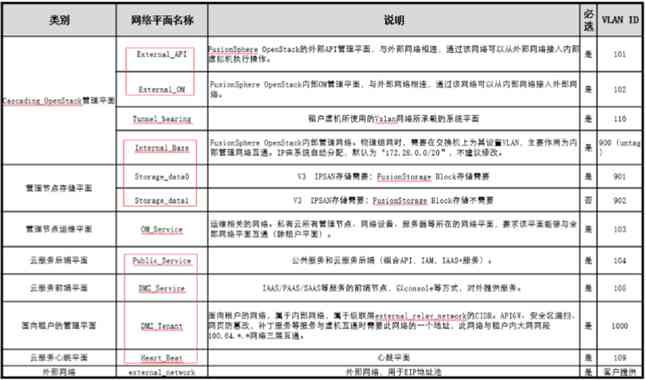 类别 网络平面名称 说明 必选 VLAN ID
Cascading OpenStack管理平面
External_API FusionSphere OpenStack的外部API管理平面，与外部网络相连，通过该网络可以从外部网络接入内部
虚拟机执行操作。 是 101
External_OM FusionSphere OpenStack内部OM管理平面，与外部网络相连，通过该网络可以从内部网络接入外部网
络。 是 102
Tunnel_bearing 租户虚机所使用的Vxlan网络所承载的系统平面 是 116
Internal_Base FusionSphere OpenStack内部管理网络。物理组网时，需要在交换机上为其设置VLAN，主要作用为内
部管理网络互通。IP由系统自动分配，默认为“172.28.0.0/20”，不建议修改。 是 900 (untag)
管理节点存储平面
Storage_data0 V3 IPSAN存储需要；FusionStorage Block存储需要 是 901
Storage_data1 V3 IPSAN存储需要；FusionStorage Block存储不需要 否 902
管理节点运维平面 OM_Service 运维相关的网络。私有云所有管理节点、网络设备、服务器等所在的网络平面，要求该平面能够与全
部网络平面互通（除租户平面）。 是 103
云服务后端平面 Public_Service 公共服务和云服务后端（组合API、IAM、IAAS+服务）。 是 104
云服务前端平面 DMZ_Service IAAS/PAAS/SAAS等服务的前端节点，以console等方式，对外提供服务。 是 105
面向租户的管理平面 DMZ_Tenant 面向租户的网络，属于内部网络，属于级联层external_relay_network的CIDR。APIGW、安全区漏扫、
网页防篡改、补丁服务等服务与虚机互通时需要此网络的一个地址，此网络与租户内大网网段
100.64.*.*网络三层互通。 是 1000
云服务心跳平面 Heart_Beat 心跳平面 是 109
外部网络 external_network 外部网络，用于EIP地址池 是 客户提供